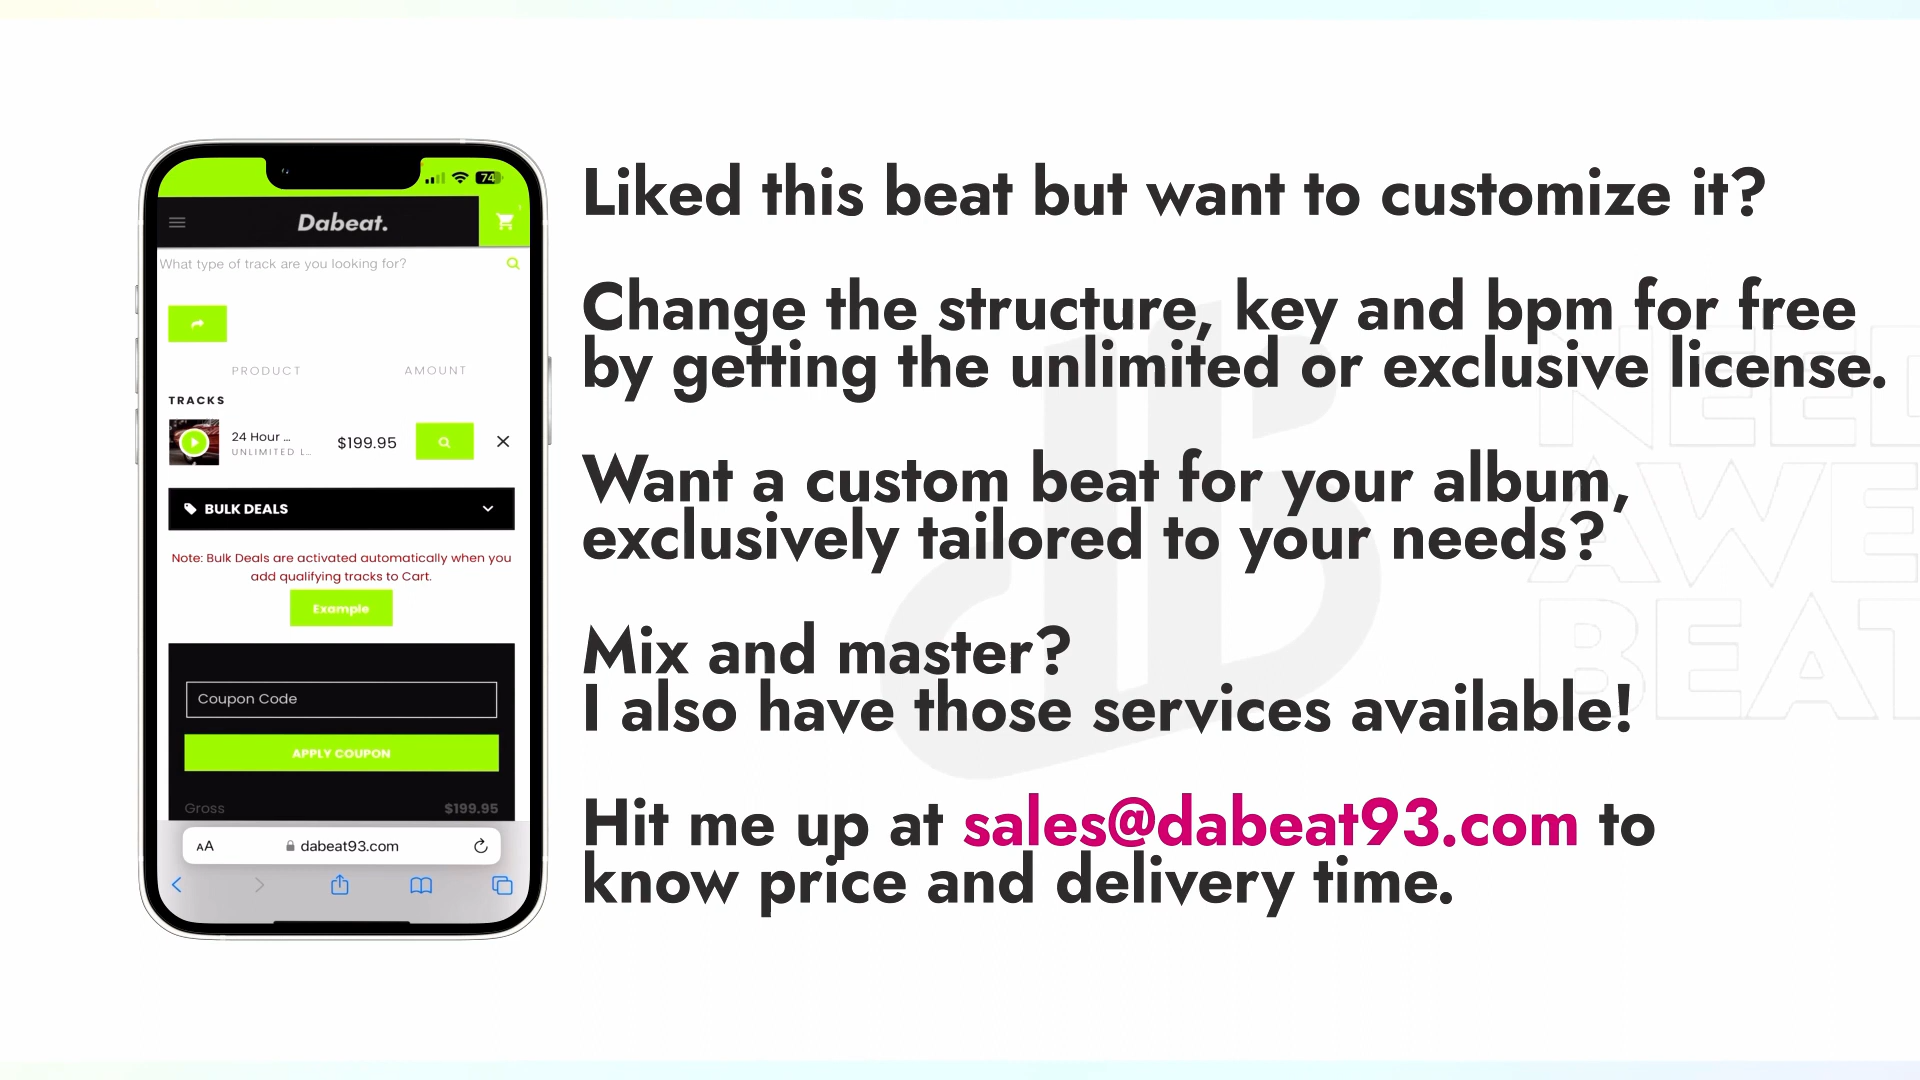 74
Dabeat.
What type of track are you looking for?
PRODUCT AMOUNT
TRACKS
24 Hour ... $199.95
UNLIMITED L...
BULK DEALS
Note: Bulk Deals are activated automatically when you
add qualifying tracks to Cart.
Example
Coupon Code
APPLY COUPON
Gross $199.95
AA dabeat93.com
Liked this beat but want to customize it?
Change the structure, key and bpm for free
by getting the unlimited or exclusive license.
Want a custom beat for your album,
exclusively tailored to your needs?
Mix and master?
I also have those services available!
Hit me up at sales@dabeat93.com to
know price and delivery time.
NEED
AWE
BEAT